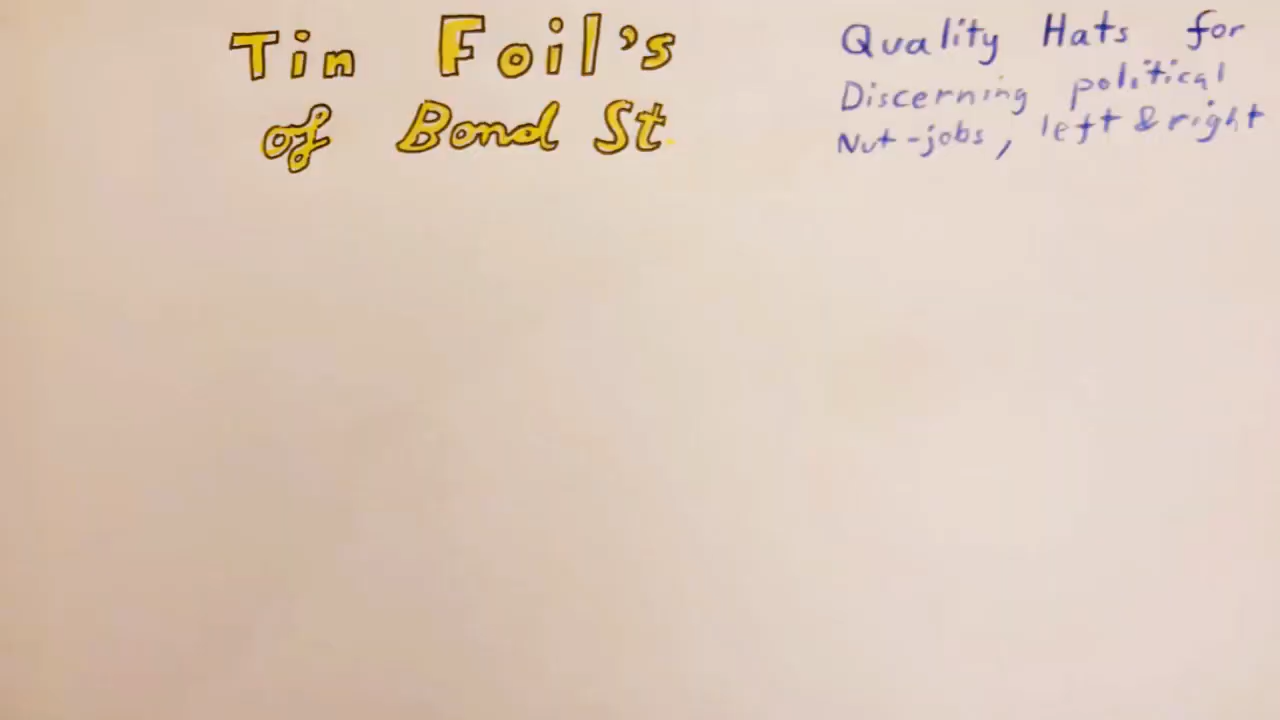 Tin Foil's
of Bond St.
Quality Hats for
Discerning political
Nut-jobs, left & right